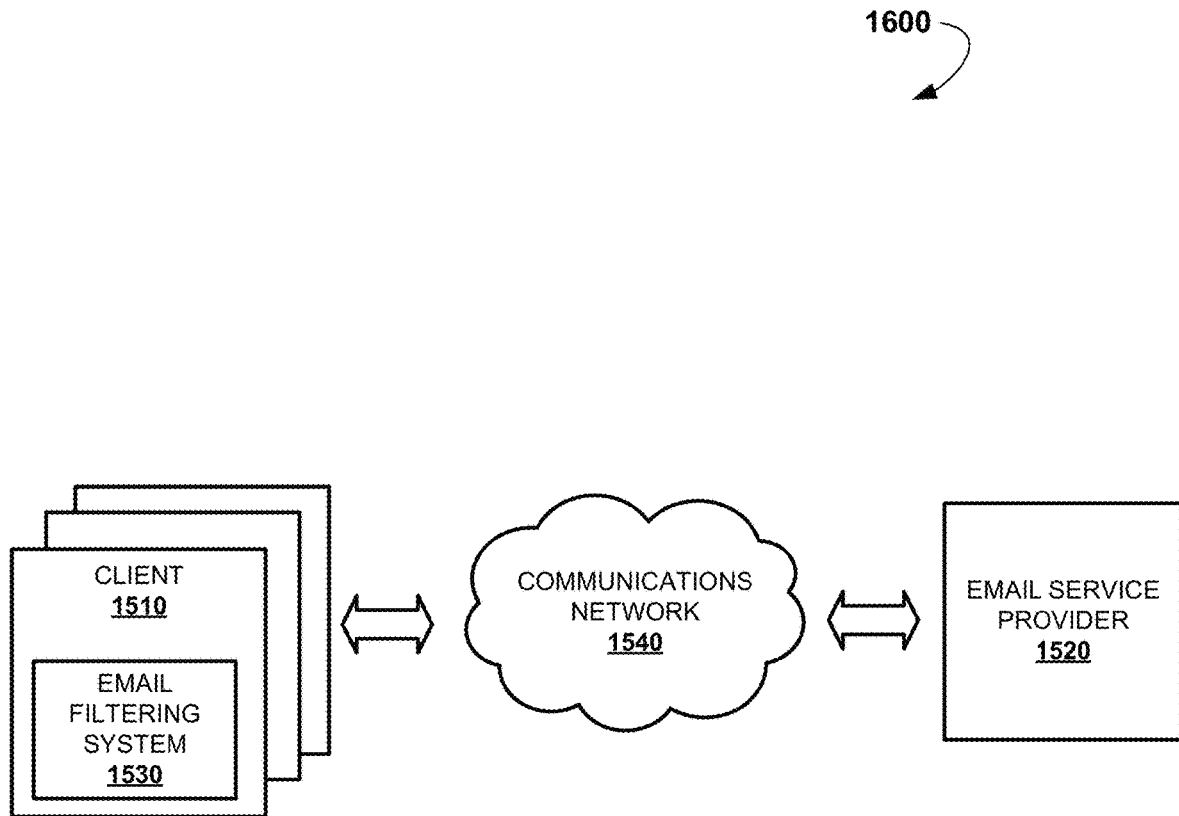 1600
CLIENT
1510
EMAIL
FILTERING
SYSTEM
1530
COMMUNICATIONS
NETWORK
1540
EMAIL SERVICE
PROVIDER
1520